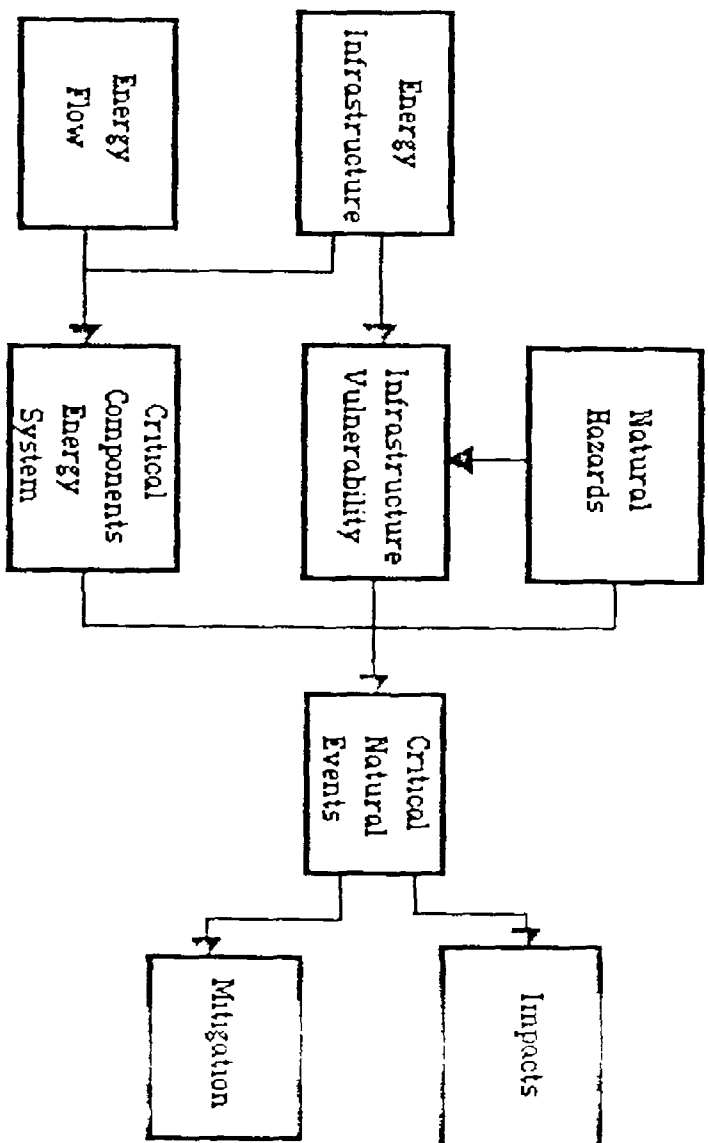 Natural
Hazards
Impacts
Energy
Infrastructure
Infrastructure
Vulnerability
Critical
Natural
Events
Mitigation
Energy
Flow
Critical
Components
Energy
System